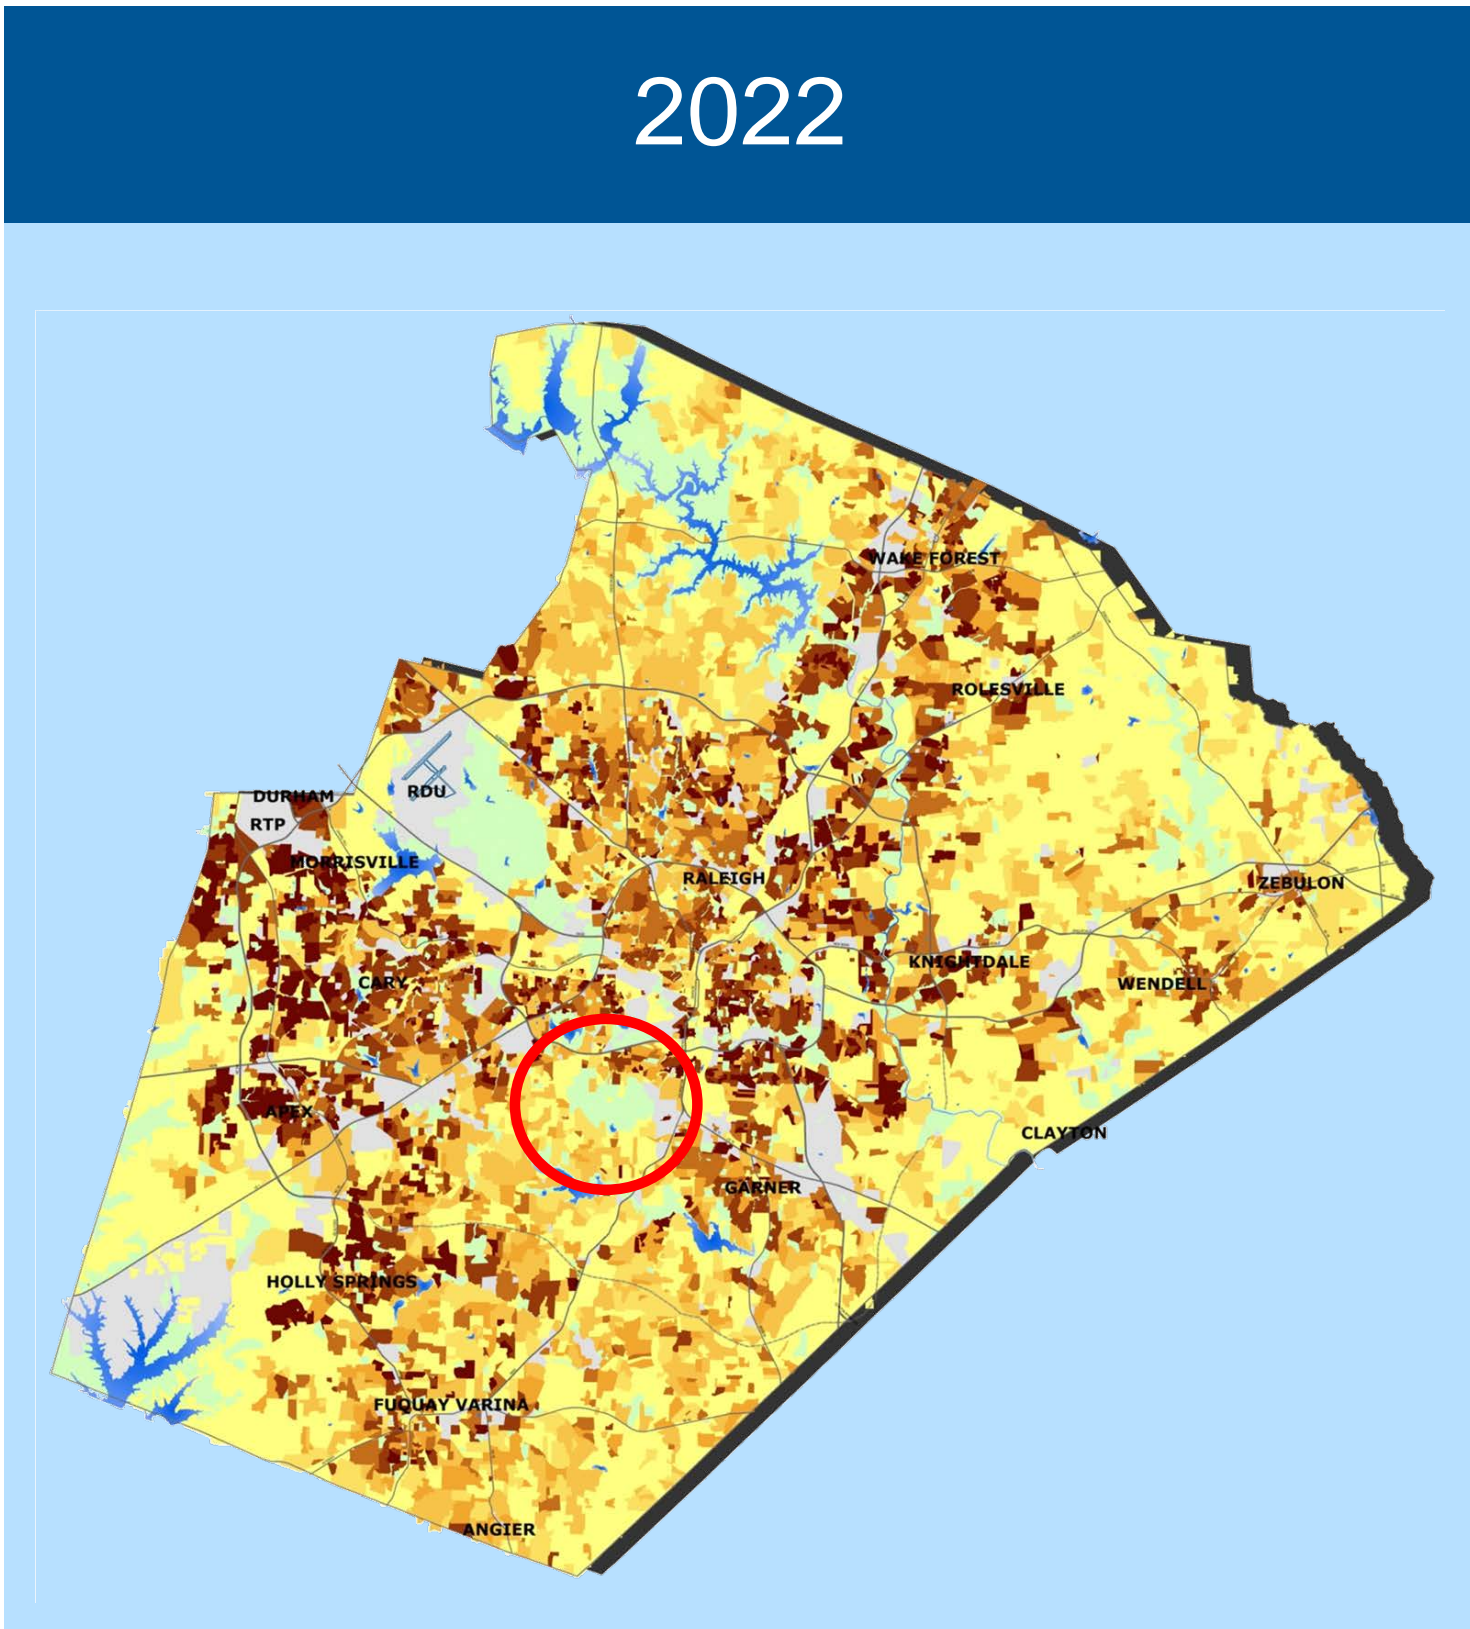 2022
WAKE FOREST
ROLESVILLE
DURHAM
RDU
RTP
MORRISVILLE
RALEIGH
ZEBULON
KNIGHTDALE
CARY
WENDELL
APEX
CLAYTON
GARNER
HOLLY SPRINGS
FUQUAY VARINA
ANGIER